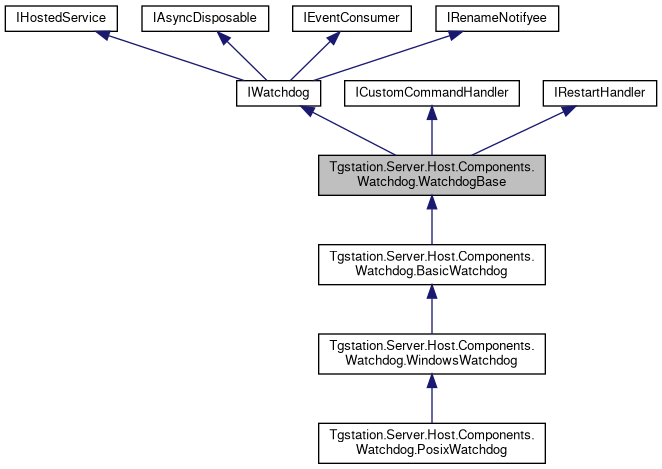 IHostedService
IAsyncDisposable
IEventConsumer
IRenameNotifyee
IWatchdog
ICustomCommandHandler
IRestartHandler
Tgstation.Server.Host.Components.
Watchdog.WatchdogBase
Tgstation.Server.Host.Components.
Watchdog.BasicWatchdog
Tgstation.Server.Host.Components.
Watchdog.WindowsWatchdog
Tgstation.Server.Host.Components.
Watchdog.PosixWatchdog